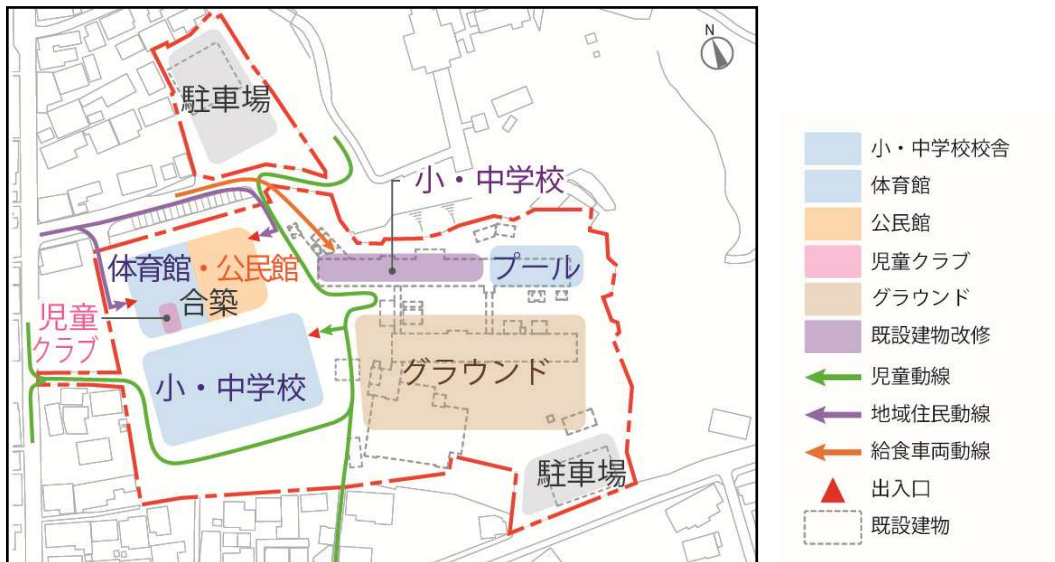 N
駐車場
小・中学校
体育館・公民館
合築
プール
児童
クラブ
小・中学校
グラウンド
駐車場
小・中学校校舎
体育館
公民館
児童クラブ
グラウンド
既設建物改修
児童動線
地域住民動線
給食車両動線
出入口
既設建物